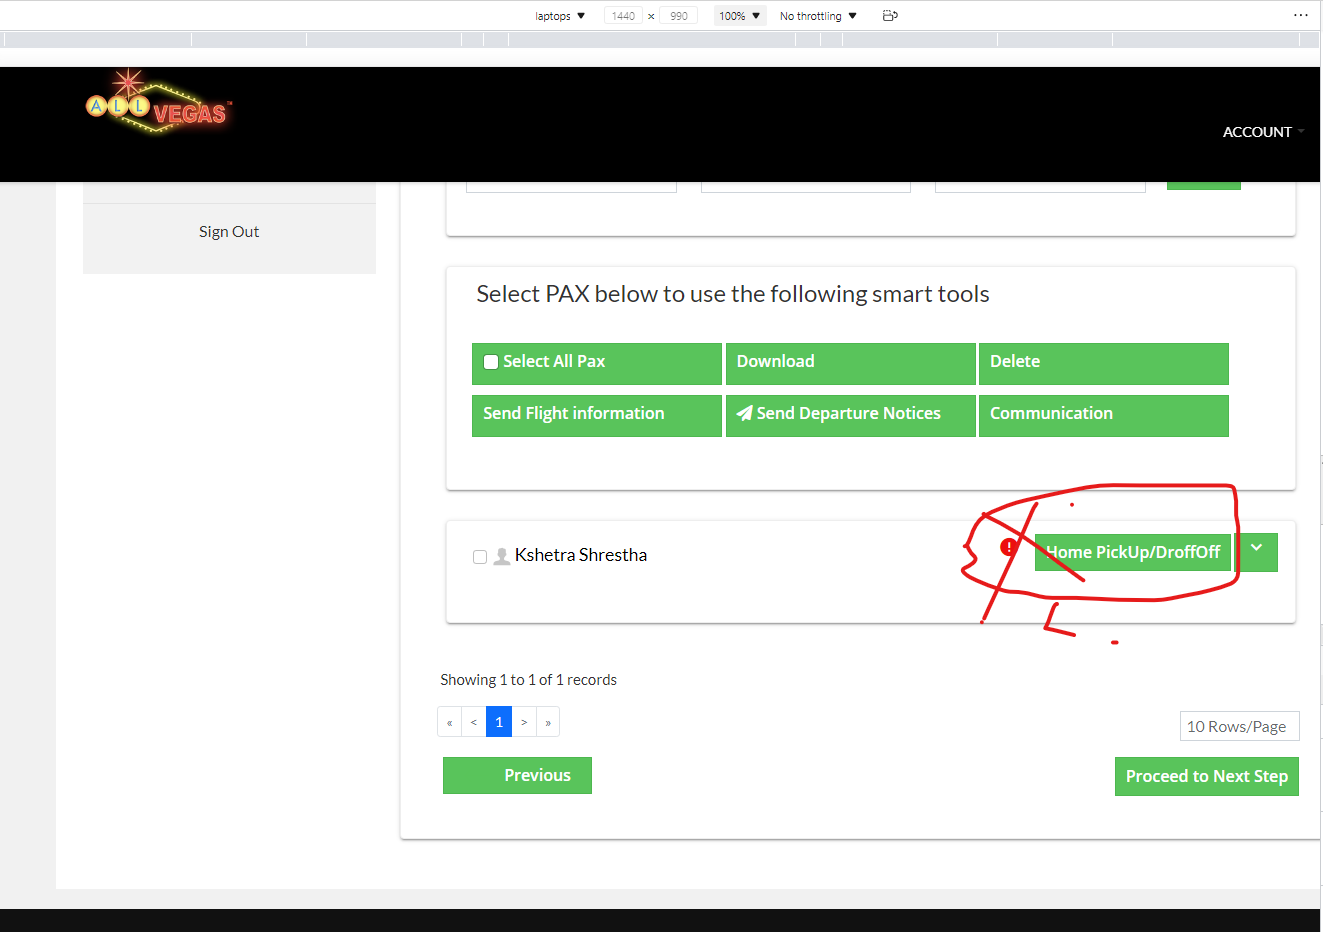 laptops ▼ 1440 x 990 100% ▼ No throttling ▼
ALL VEGAS™
ACCOUNT
Sign Out
Select PAX below to use the following smart tools
Select All Pax Download Delete
Send Flight information Send Departure Notices Communication
Kshetra Shrestha Home PickUp/DroffOff
Showing 1 to 1 of 1 records
« < 1 > »
10 Rows/Page
Previous Proceed to Next Step